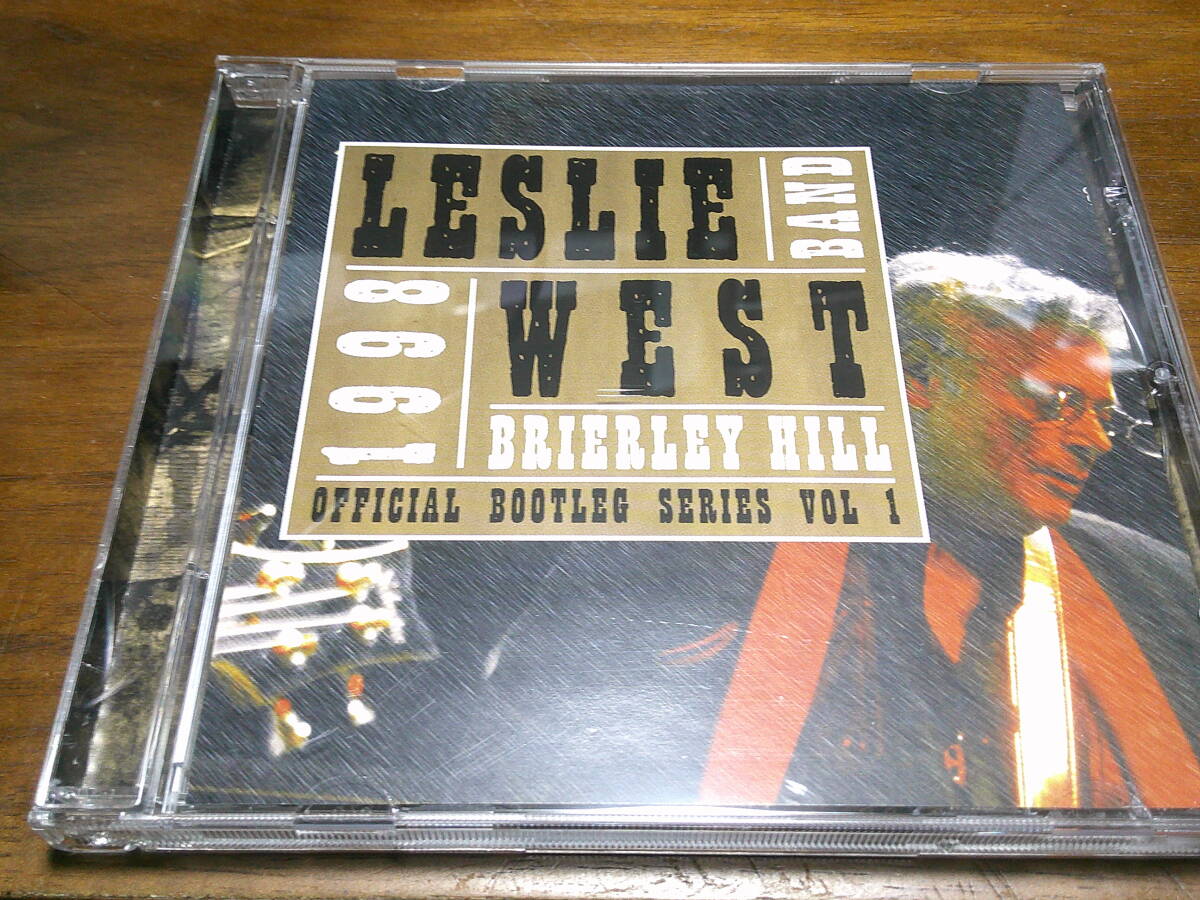 LESLIE
BAND
1998
WEST
BRIERLEY HILL
OFFICIAL BOOTLEG SERIES VOL 1